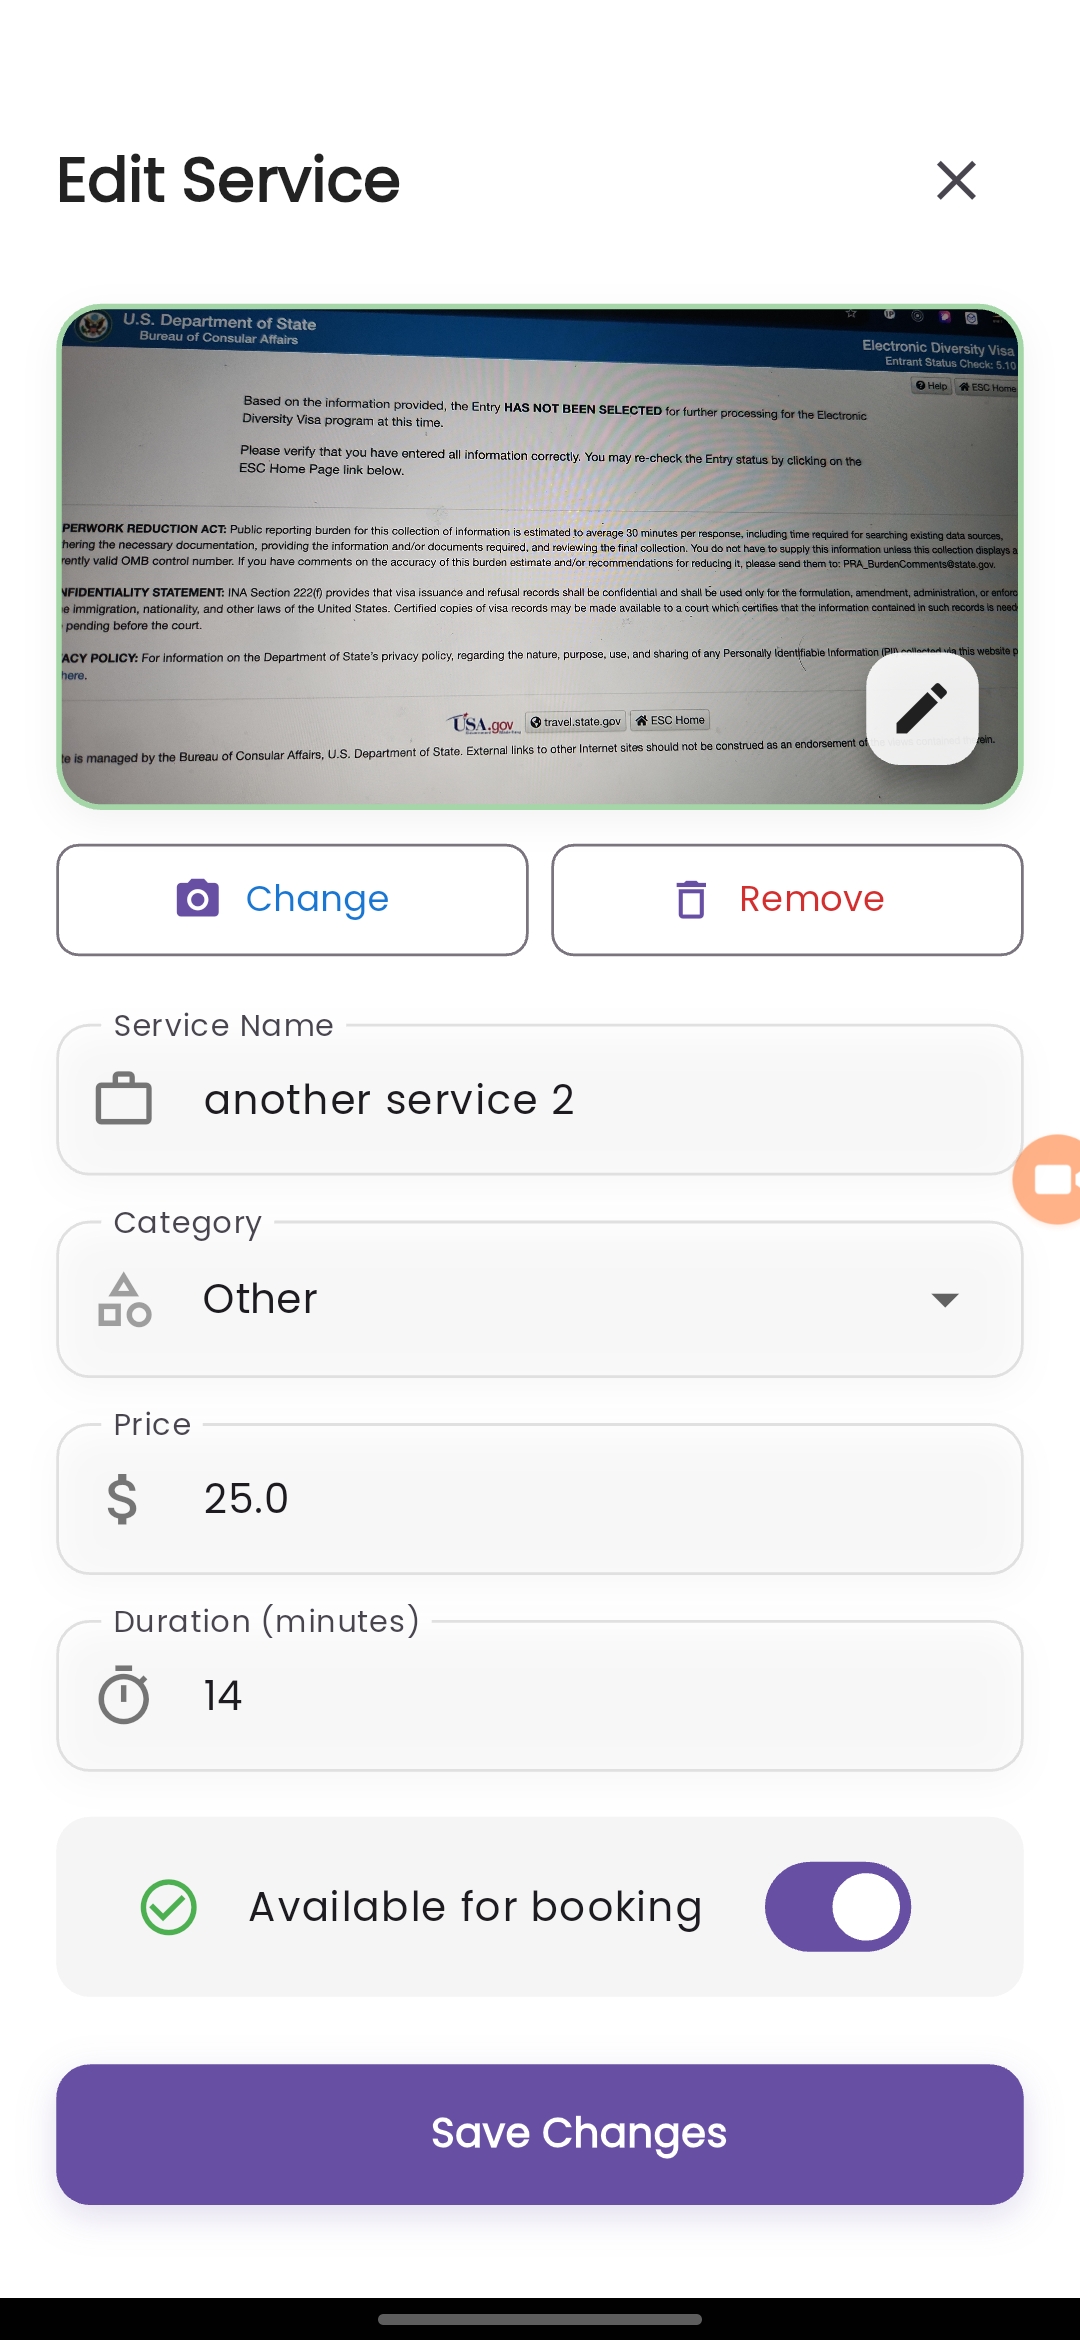 Edit Service
U.S. Department of State
Bureau of Consular Affairs
Electronic Diversity Visa
Entrant Status Check: 5.10
Help
ESC Home
Based on the information provided, the Entry HAS NOT BEEN SELECTED for further processing for the Electronic
Diversity Visa program at this time.
Please verify that you have entered all information correctly. You may re-check the Entry status by clicking on the
ESC Home Page link below.
PERWORK REDUCTION ACT: Public reporting burden for this collection of information is estimated to average 30 minutes per response, including time required for searching existing data sources,
hering the necessary documentation, providing the information and/or documents required, and reviewing the final collection. You do not have to supply this information unless this collection displays a
rently valid OMB control number. If you have comments on the accuracy of this burden estimate and/or recommendations for reducing it, please send them to: PRA_BurdenComments@state.gov.
NFIDENTIALITY STATEMENT: INA Section 222(f) provides that visa issuance and refusal records shall be confidential and shall be used only for the formulation, amendment, administration, or enforc
e immigration, nationality, and other laws of the United States. Certified copies of visa records may be made available to a court which certifies that the information contained in such records is need
pending before the court.
ACY POLICY: For information on the Department of State's privacy policy, regarding the nature, purpose, use, and sharing of any Personally Identifiable Information (PII) collected via this website p
here.
USA.gov
travel.state.gov
ESC Home
te is managed by the Bureau of Consular Affairs, U.S. Department of State. External links to other Internet sites should not be construed as an endorsement of
Change
Remove
Service Name
another service 2
Category
Other
Price
$ 25.0
Duration (minutes)
14
Available for booking
Save Changes